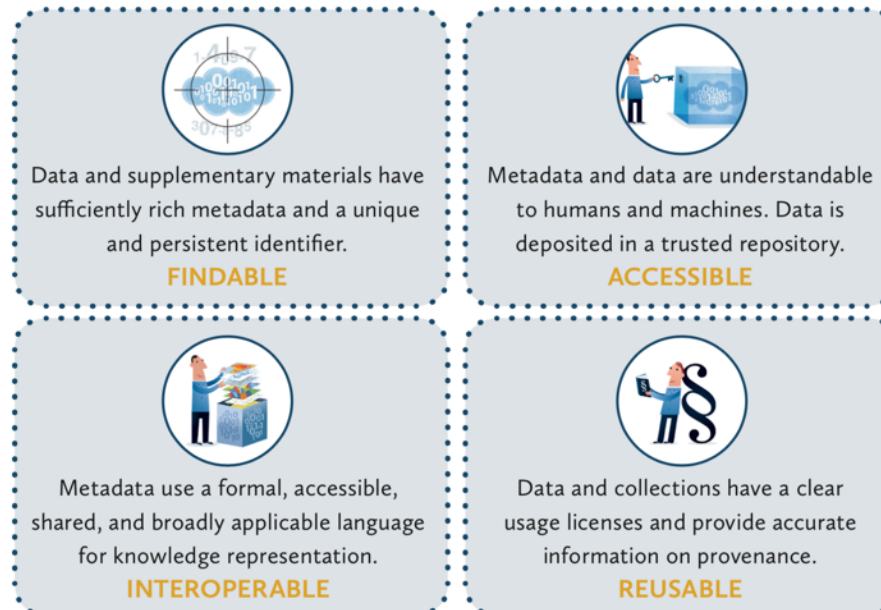 Data and supplementary materials have
sufficiently rich metadata and a unique
and persistent identifier.
FINDABLE
Metadata and data are understandable
to humans and machines. Data is
deposited in a trusted repository.
ACCESSIBLE
Metadata use a formal, accessible,
shared, and broadly applicable language
for knowledge representation.
INTEROPERABLE
Data and collections have a clear
usage licenses and provide accurate
information on provenance.
REUSABLE